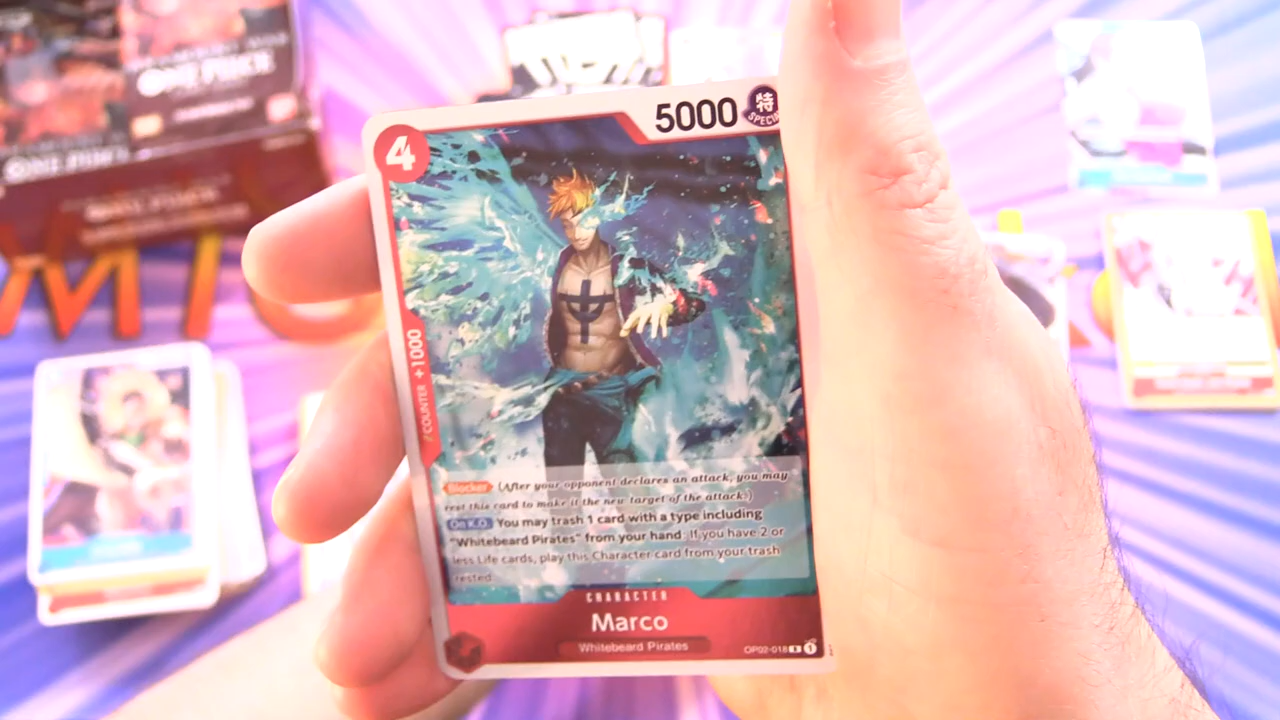 ONE PIECE
4
5000
特
SPECIA
COUNTER +1000
Blocker (After your opponent declares an attack, you may
rest this card to make it the new target of the attack.)
On K.O. You may trash 1 card with a type including
"Whitebeard Pirates" from your hand: If you have 2 or
less Life cards, play this Character card from your trash
rested.
CHARACTER
Marco
Whitebeard Pirates
OP02-018 R 1